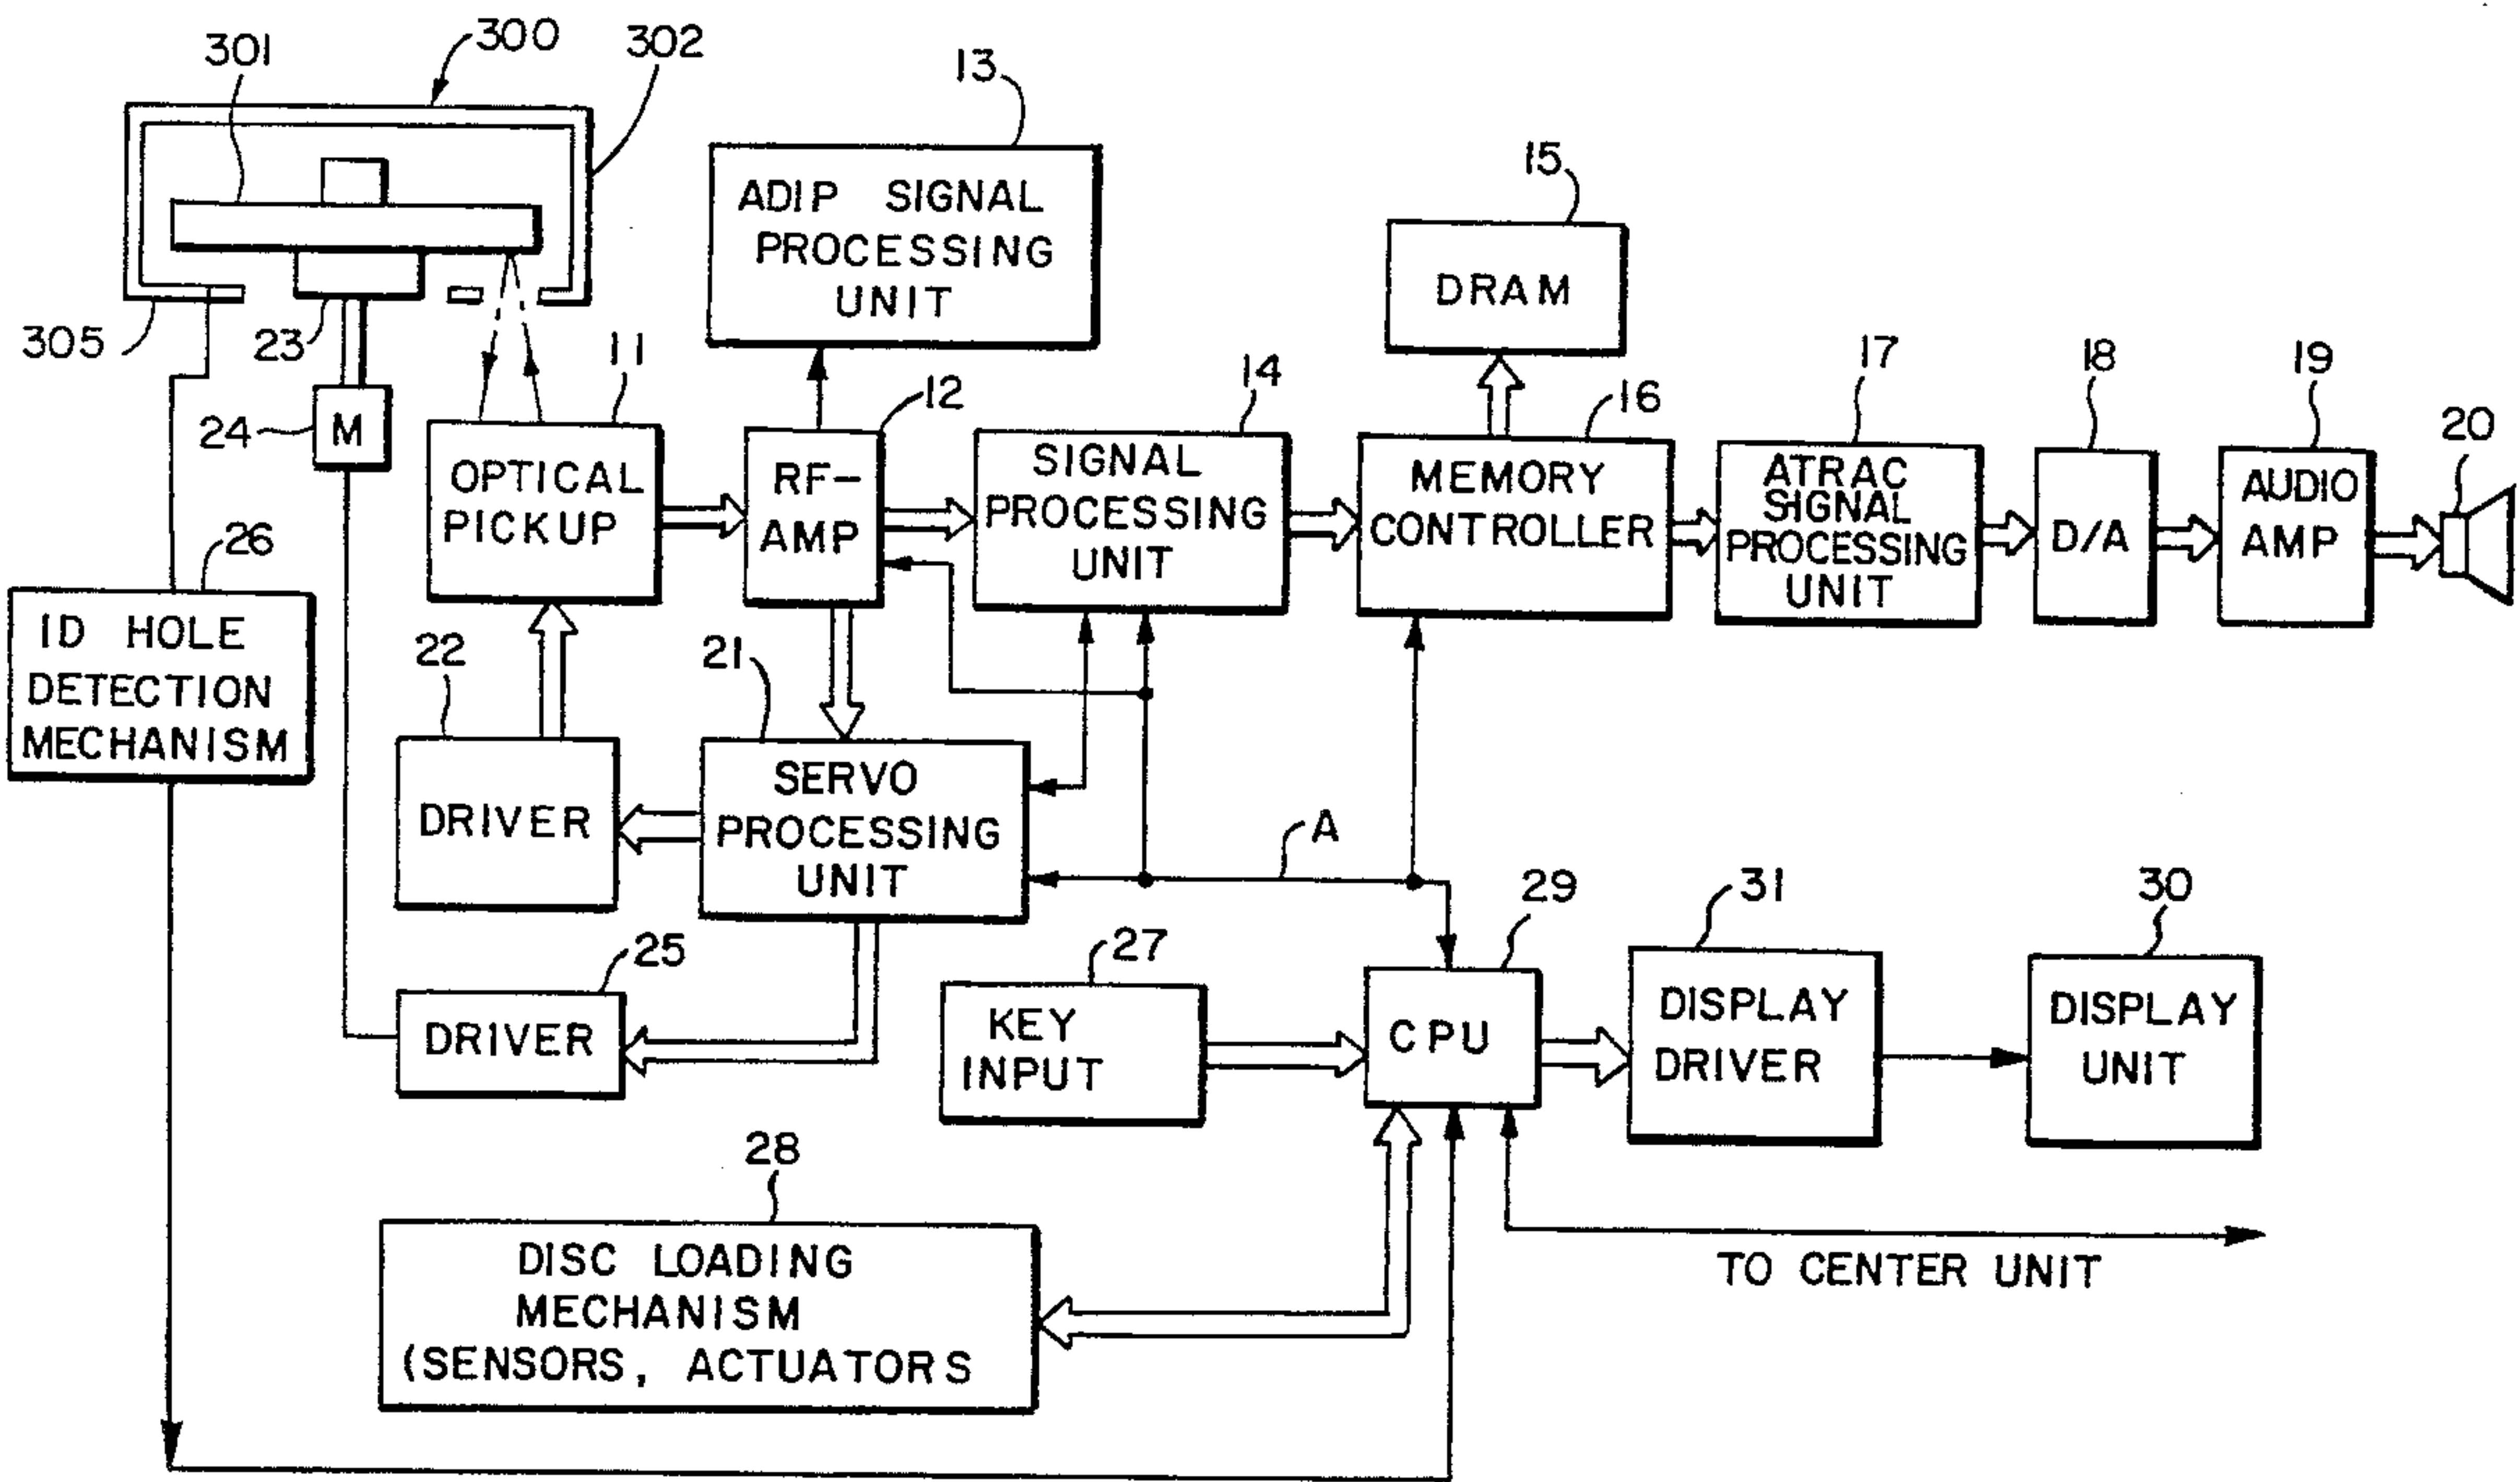 300
302
301
13
ADIP SIGNAL
PROCESSING
UNIT
15
DRAM
305
23
11
12
14
16
17
18
19
20
24
M
OPTICAL
PICKUP
RF-
AMP
SIGNAL
PROCESSING
UNIT
MEMORY
CONTROLLER
ATRAC
SIGNAL
PROCESSING
UNIT
D/A
AUDIO
AMP
26
ID HOLE
DETECTION
MECHANISM
22
DRIVER
21
SERVO
PROCESSING
UNIT
A
25
DRIVER
27
KEY
INPUT
29
CPU
31
DISPLAY
DRIVER
30
DISPLAY
UNIT
28
DISC LOADING
MECHANISM
(SENSORS, ACTUATORS
TO CENTER UNIT